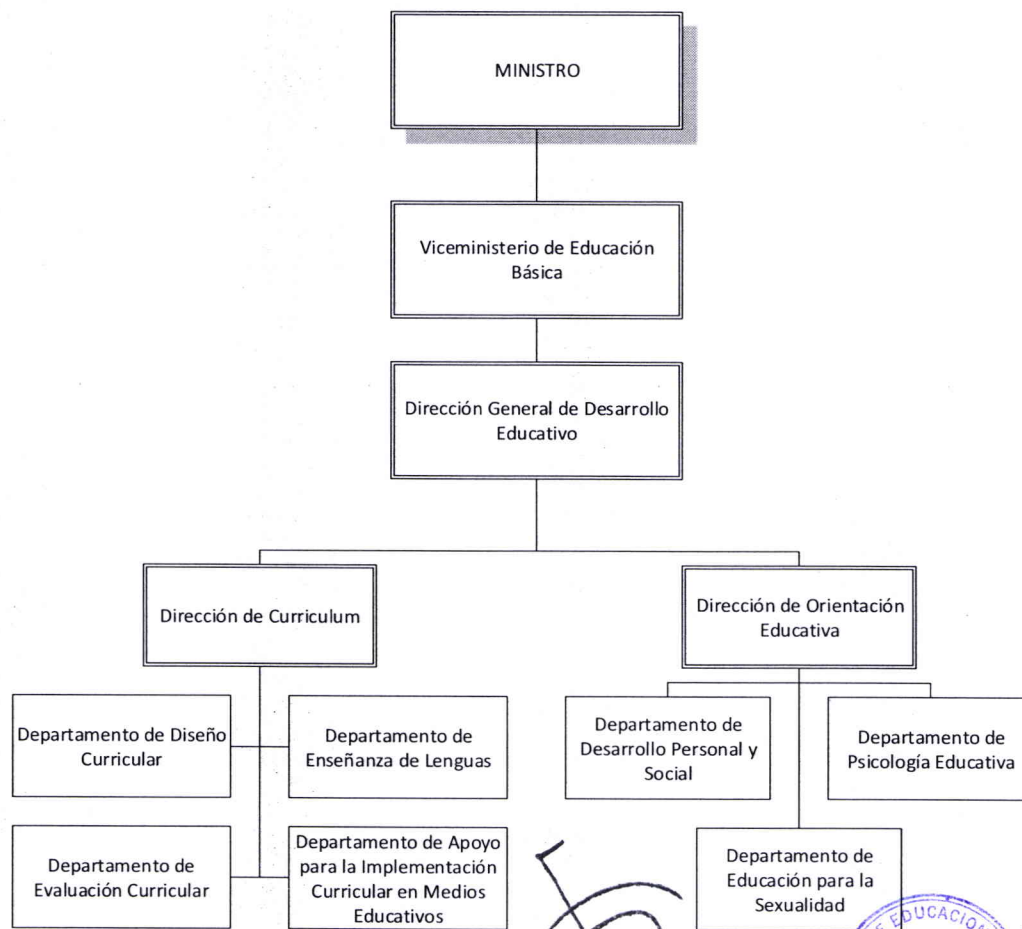 MINISTRO
Viceministerio de Educación
Básica
Dirección General de Desarrollo
Educativo
Dirección de Curriculum
Dirección de Orientación
Educativa
Departamento de Diseño
Curricular
Departamento de
Enseñanza de Lenguas
Departamento de
Desarrollo Personal y
Social
Departamento de
Psicología Educativa
Departamento de
Evaluación Curricular
Departamento de Apoyo
para la Implementación
Curricular en Medios
Educativos
Departamento de
Educación para la
Sexualidad
EDUCACION